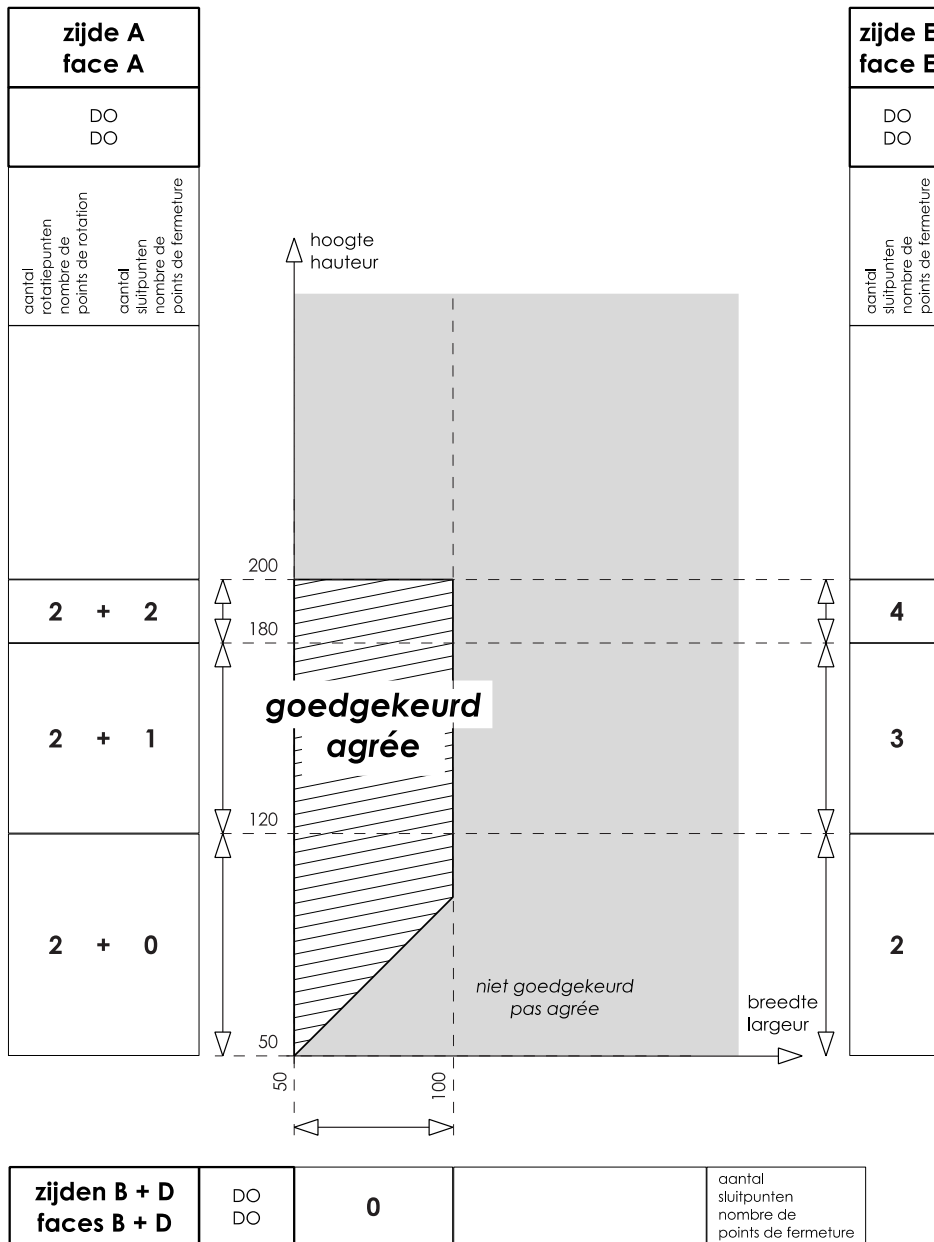 zijde A
face A
DO
DO
aantal
rotatiepunten
nombre de
points de rotation
aantal
sluitpunten
nombre de
points de fermeture
zijde E
face E
DO
DO
aantal
sluitpunten
nombre de
points de fermeture
hoogte
hauteur
200
2 + 2
180
4
goedgekeurd
agrée
2 + 1
3
120
2 + 0
2
niet goedgekeurd
pas agrée
breedte
largeur
50
50
100
zijden B + D
faces B + D
DO
DO
0
aantal
sluitpunten
nombre de
points de fermeture